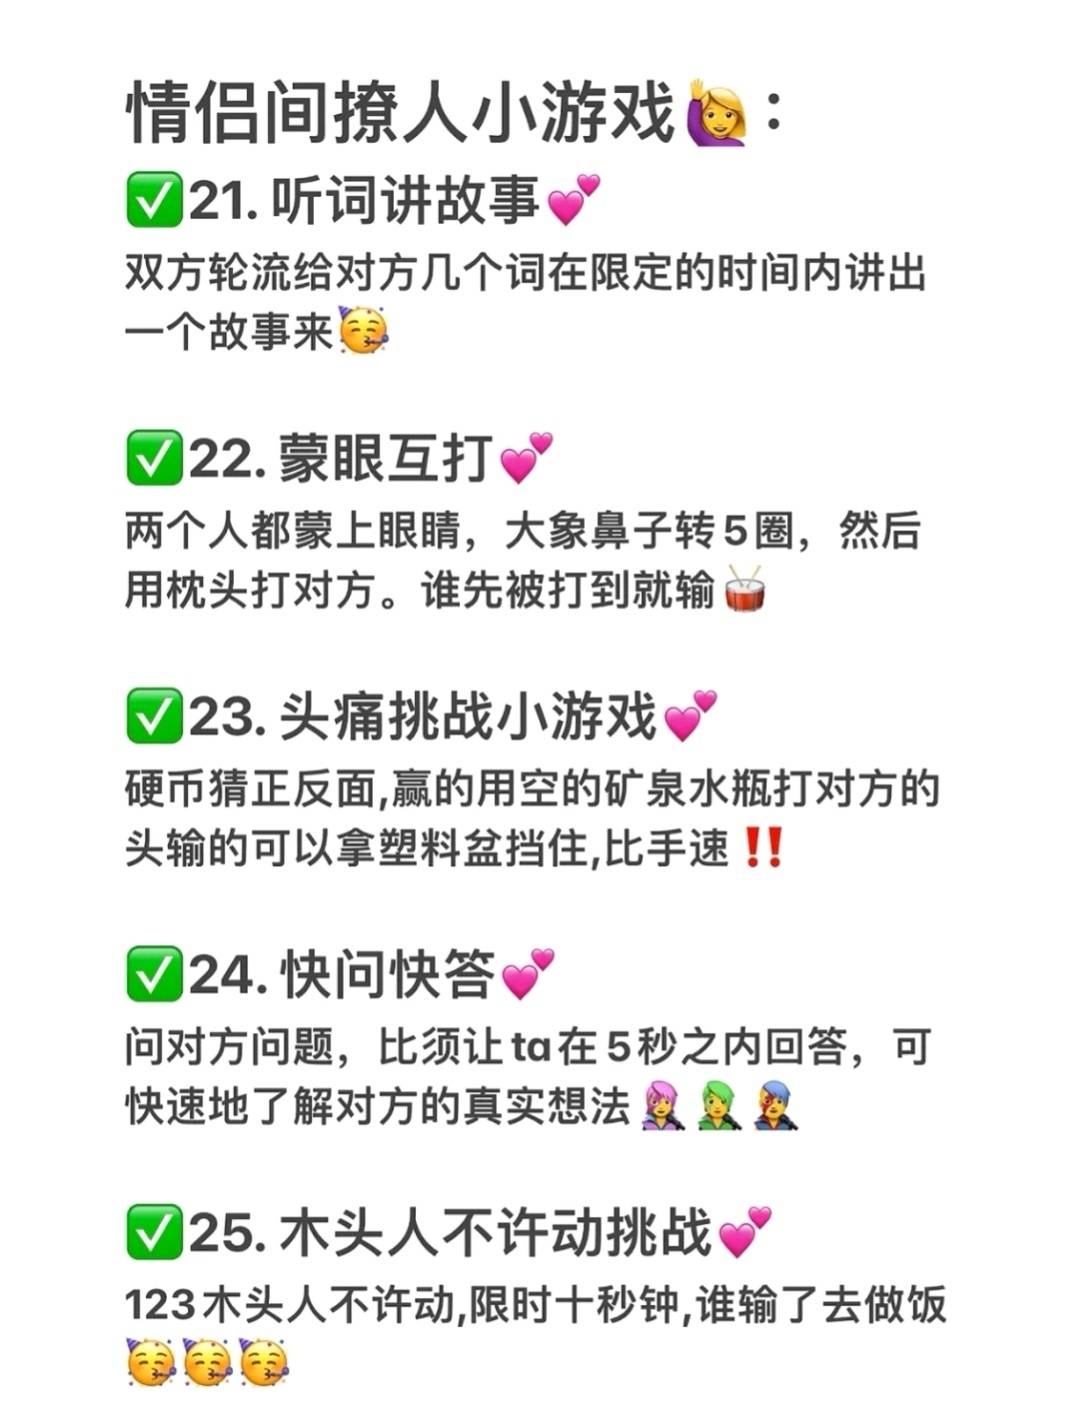 情侣间撩人小游戏🙋‍♀️：
✅21. 听词讲故事💕
双方轮流给对方几个词在限定的时间内讲出
一个故事来🥳
✅22. 蒙眼互打💕
两个人都蒙上眼睛，大象鼻子转5圈，然后
用枕头打对方。谁先被打到就输🥁
✅23. 头痛挑战小游戏💕
硬币猜正反面,赢的用空的矿泉水瓶打对方的
头输的可以拿塑料盆挡住,比手速‼️
✅24. 快问快答💕
问对方问题，比须让ta在5秒之内回答，可
快速地了解对方的真实想法👩‍🎤🧑‍🎤👨‍🎤
✅25. 木头人不许动挑战💕
123木头人不许动,限时十秒钟,谁输了去做饭
🥳🥳🥳